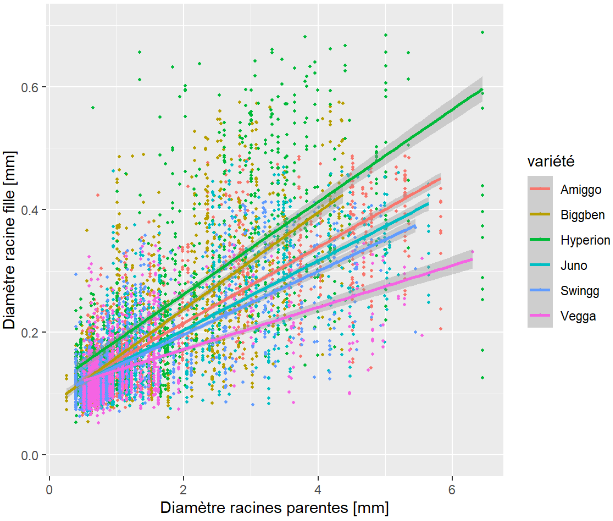 Diamètre racine fille [mm]
0.6
0.4
0.2
0.0
0
2
4
6
Diamètre racines parentes [mm]
variété
Amiggo
Biggben
Hyperion
Juno
Swingg
Vegga